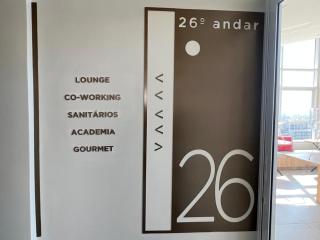 26º andar
LOUNGE <
CO-WORKING <
SANITÁRIOS <
ACADEMIA <
GOURMET >
26